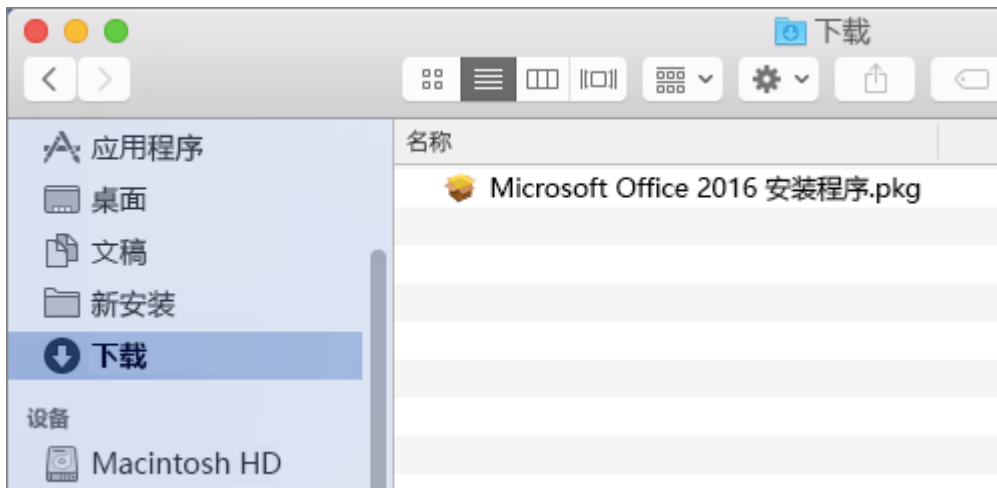 下载
应用程序
桌面
文稿
新安装
下载
设备
Macintosh HD
名称
Microsoft Office 2016 安装程序.pkg